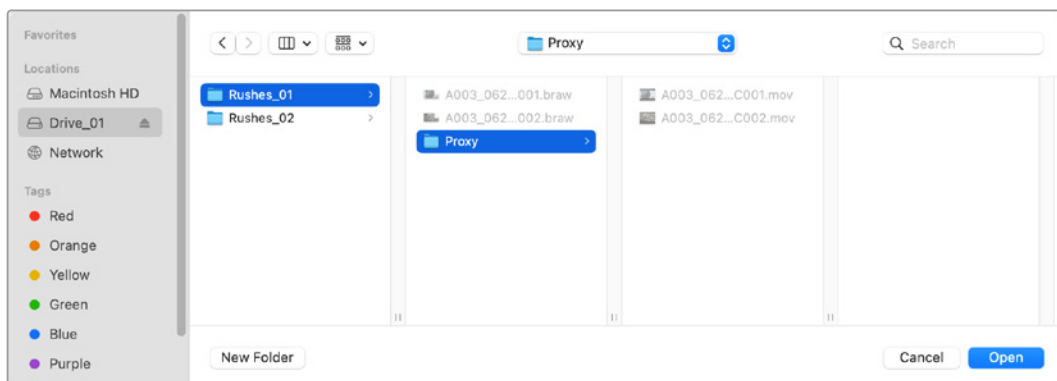 Favorites
Locations
Macintosh HD
Drive_01
Network
Tags
Red
Orange
Yellow
Green
Blue
Purple
Proxy
Search
Rushes_01
Rushes_02
A003_062...001.braw
A003_062...002.braw
Proxy
A003_062...C001.mov
A003_062...C002.mov
New Folder
Cancel
Open